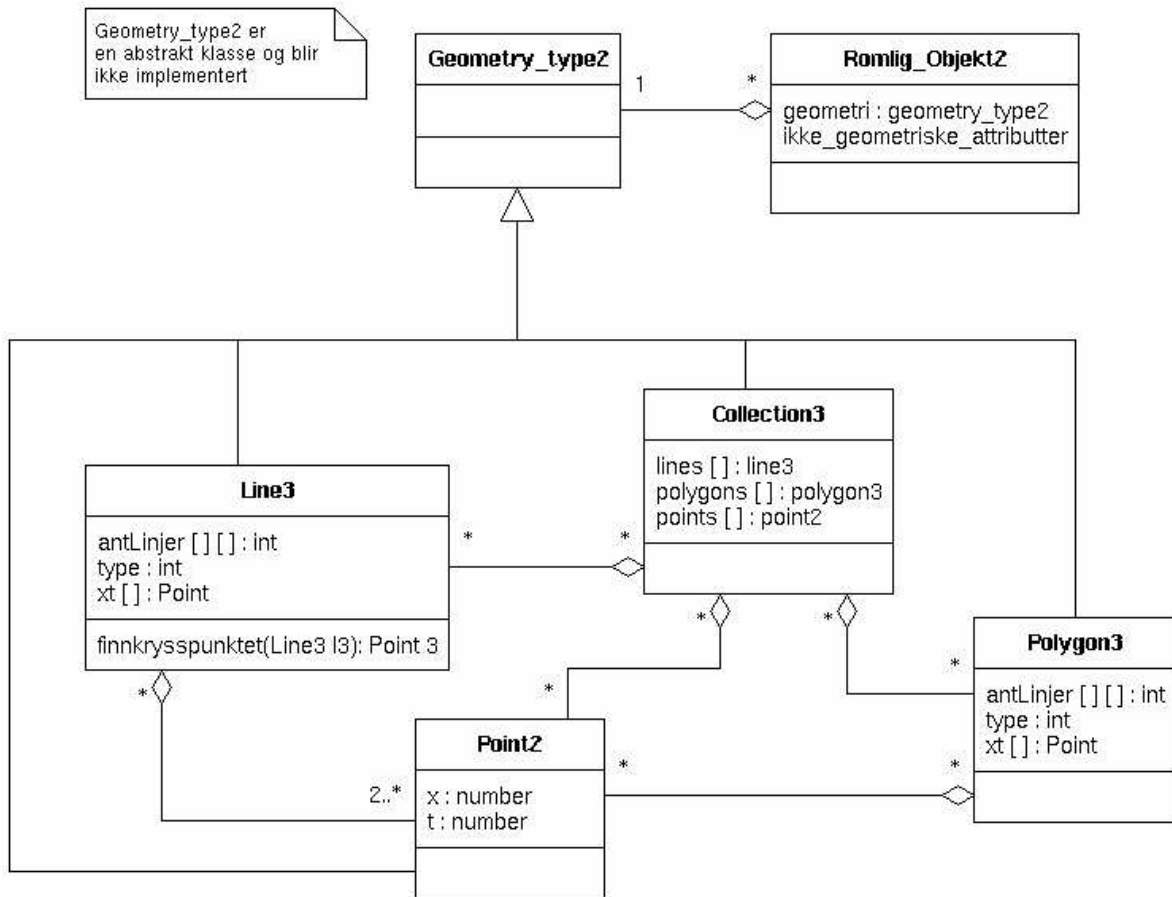 Geometry_type2 er
en abstrakt klasse og blir
ikke implementert
Geometry_type2
1
*
Romlig_Objekt2
geometri : geometry_type2
ikke_geometriske_attributter
Collection3
lines [ ] : line3
polygons [ ] : polygon3
points [ ] : point2
Line3
antLinjer [ ] [ ] : int
type : int
xt [ ] : Point
finnkrysspunktet(Line3 l3): Point 3
*
*
*
*
*
*
*
Polygon3
antLinjer [ ] [ ] : int
type : int
xt [ ] : Point
Point2
x : number
t : number
2..*
*
*